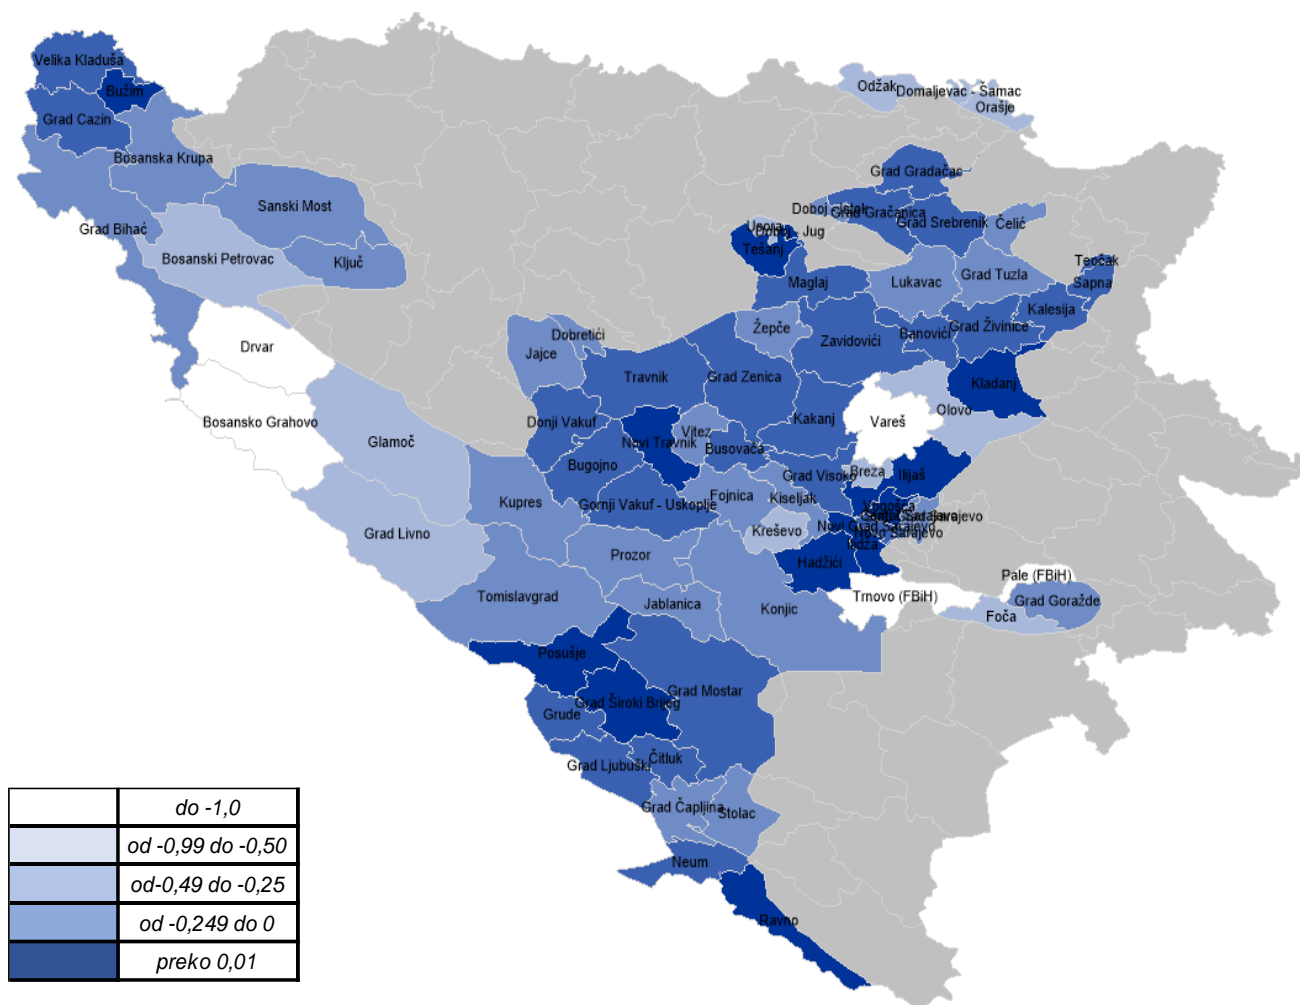 Velika Kladuša
Bužim
Grad Cazin
Bosanska Krupa
Sanski Most
Grad Bihać
Bosanski Petrovac
Ključ
Drvar
Bosansko Grahovo
Glamoč
Grad Livno
Odžak
Domaljevac - Šamac
Orašje
Grad Gradačac
Doboj - Istok
Grad Gračanica
Grad Srebrenik
Čelić
Usora
Doboj - Jug
Tešanj
Maglaj
Lukavac
Grad Tuzla
Teočak
Sapna
Kalesija
Žepče
Zavidovići
Banovići
Grad Živinice
Kladanj
Dobretići
Jajce
Travnik
Grad Zenica
Kakanj
Vareš
Olovo
Donji Vakuf
Novi Travnik
Vitez
Busovača
Bugojno
Grad Visoko
Breza
Ilijaš
Kupres
Gornji Vakuf - Uskoplje
Fojnica
Kiseljak
Kreševo
Vogošća
Novi Grad Sarajevo
Novo Sarajevo
Ilidža
Hadžići
Prozor
Tomislavgrad
Jablanica
Konjic
Trnovo (FBiH)
Pale (FBiH)
Grad Goražde
Foča
Posušje
Grad Široki Brijeg
Grad Mostar
Grude
Grad Ljubuški
Čitluk
Grad Čapljina
Stolac
Neum
Ravno
do -1,0
od -0,99 do -0,50
od-0,49 do -0,25
od -0,249 do 0
preko 0,01